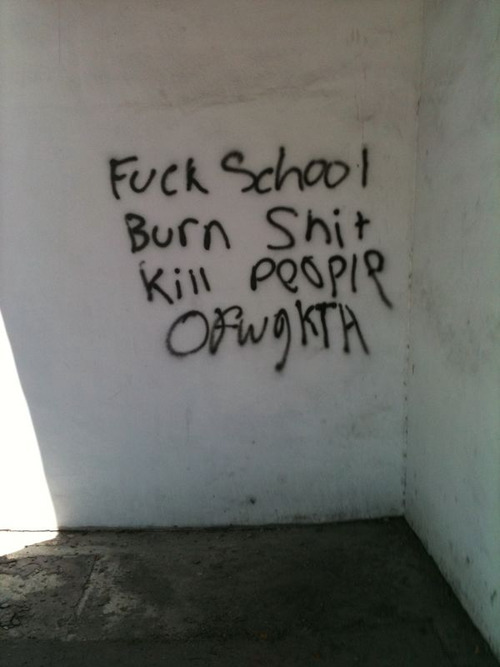 Fuck School
Burn Shit
Kill People
OFWgKTA